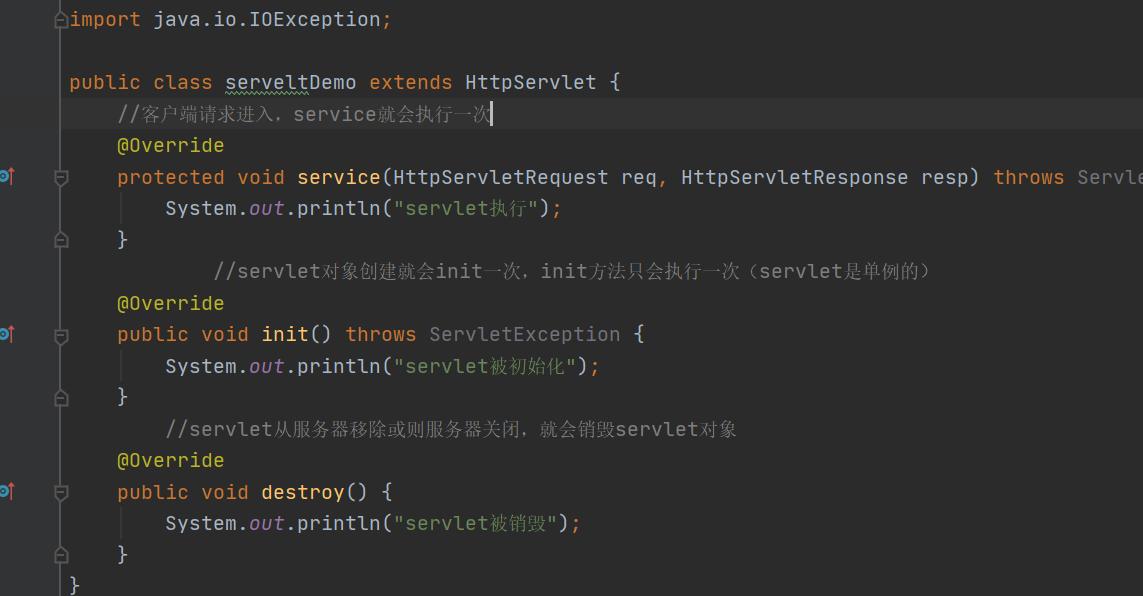 import java.io.IOException;
public class serveltDemo extends HttpServlet {
//客户端请求进入，service就会执行一次
@Override
protected void service(HttpServletRequest req, HttpServletResponse resp) throws Servle
System.out.println("servlet执行");
}
//servlet对象创建就会init一次，init方法只会执行一次（servlet是单例的）
@Override
public void init() throws ServletException {
System.out.println("servlet被初始化");
}
//servlet从服务器移除或则服务器关闭，就会销毁servlet对象
@Override
public void destroy() {
System.out.println("servlet被销毁");
}
}